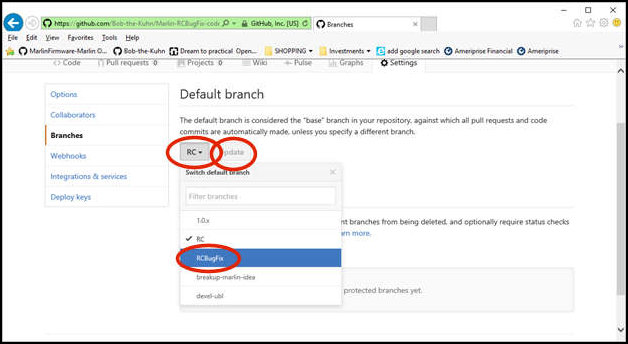 https://github.com/Bob-the-Kuhn/Marlin-RCBugFix-code
GitHub, Inc. [US]
Branches
File Edit View Favorites Tools Help
MarlinFirmware-Marlin O... Bob-the-Kuhn Dream to practical Open... SHOPPING Investments add google search Ameriprise Financial Ameriprise
Code Pull requests 0 Projects 0 Wiki Pulse Graphs Settings
Options
Collaborators
Branches
Webhooks
Integrations & services
Deploy keys
Default branch
The default branch is considered the "base" branch in your repository, against which all pull requests and code
commits are automatically made, unless you specify a different branch.
RC Update
Switch default branch
Filter branches
1.0.x
nt branches from being deleted, and optionally require status checks
RC
rn more.
RCBugFix
breakup-marlin-idea
protected branches yet.
devel-ubl